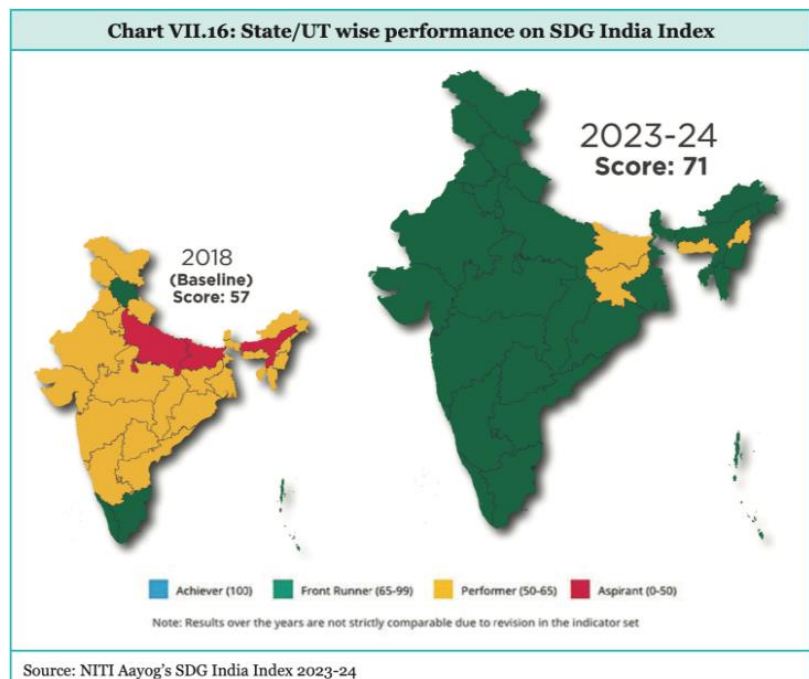 Chart VII.16: State/UT wise performance on SDG India Index
2023-24
Score: 71
2018
(Baseline)
Score: 57
Achiever (100) Front Runner (65-99) Performer (50-65) Aspirant (0-50)
Note: Results over the years are not strictly comparable due to revision in the indicator set
Source: NITI Aayog's SDG India Index 2023-24